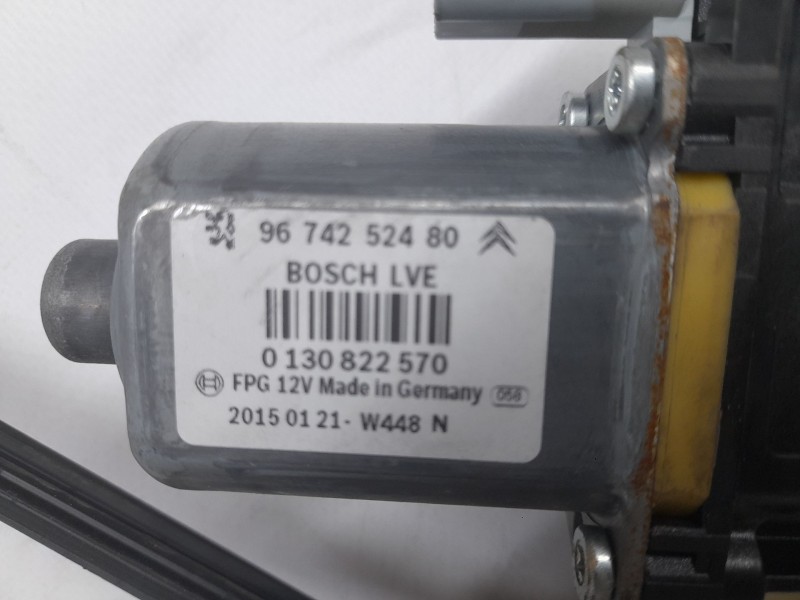 96 742 524 80
BOSCH LVE
0 130 822 570
FPG 12V Made in Germany 056
2015 01 21- W448 N